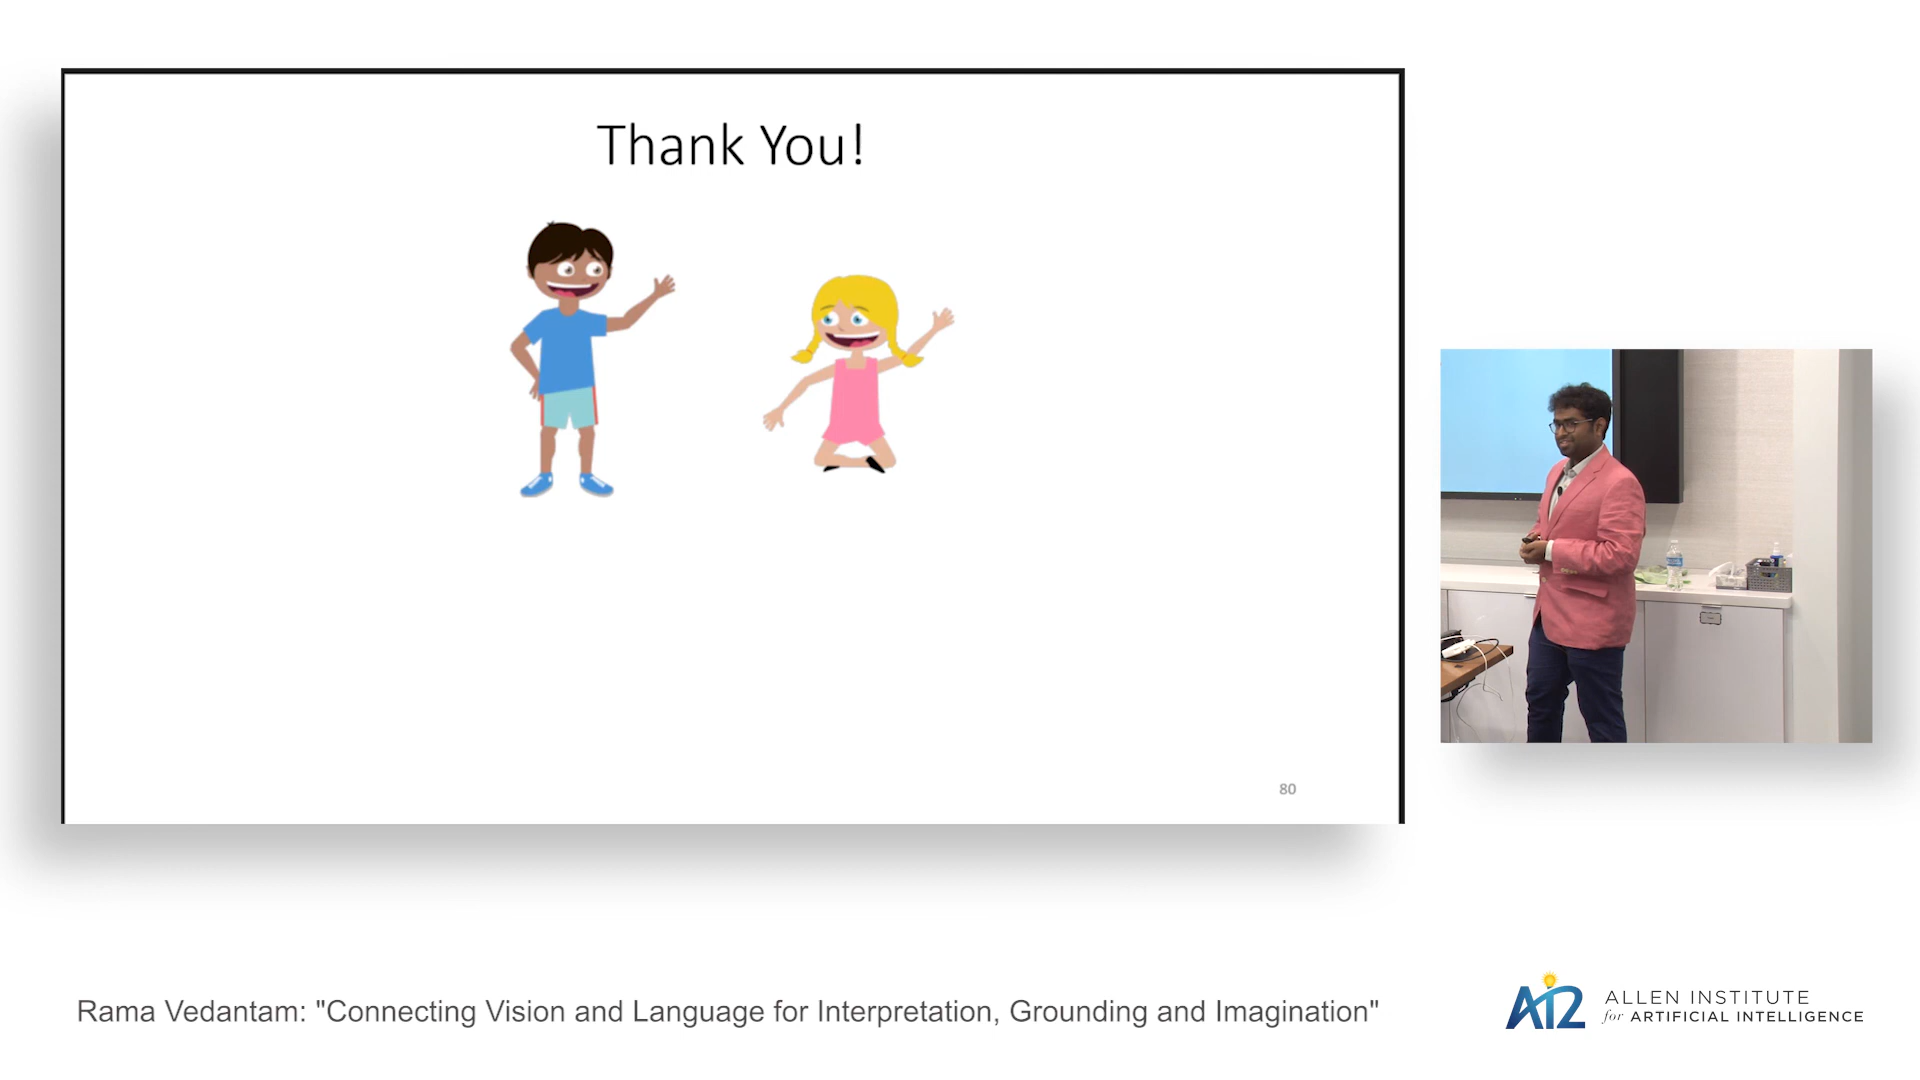 Thank You!
80
Rama Vedantam: "Connecting Vision and Language for Interpretation, Grounding and Imagination"
AI2
ALLEN INSTITUTE
for ARTIFICIAL INTELLIGENCE